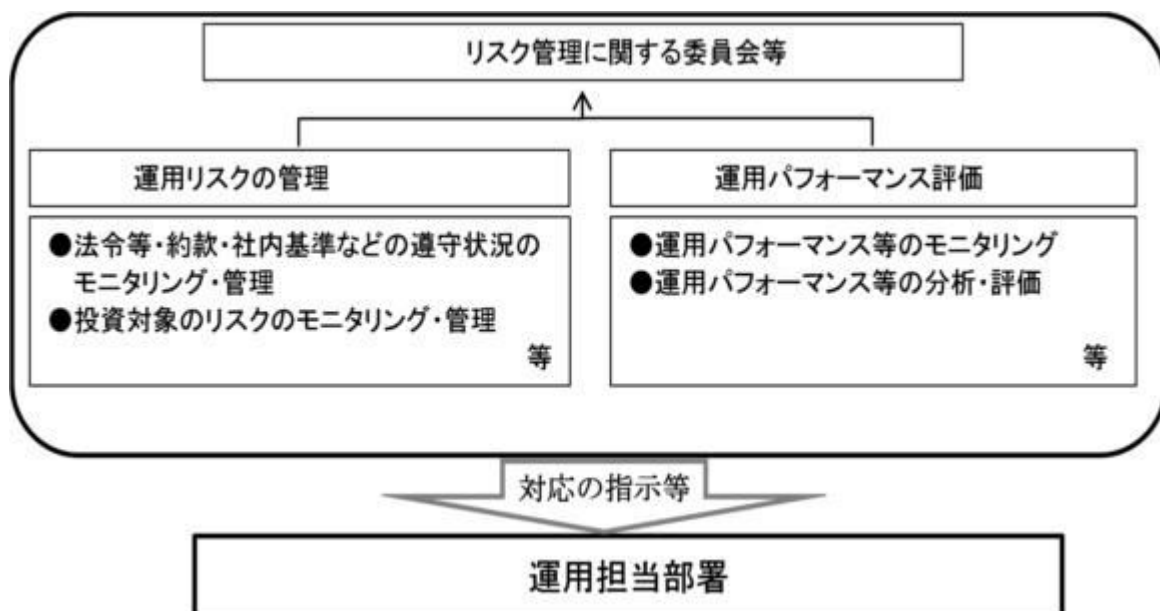 リスク管理に関する委員会等
運用リスクの管理
運用パフォーマンス評価
●法令等・約款・社内基準などの遵守状況の
モニタリング・管理
●投資対象のリスクのモニタリング・管理
等
●運用パフォーマンス等のモニタリング
●運用パフォーマンス等の分析・評価
等
対応の指示等
運用担当部署